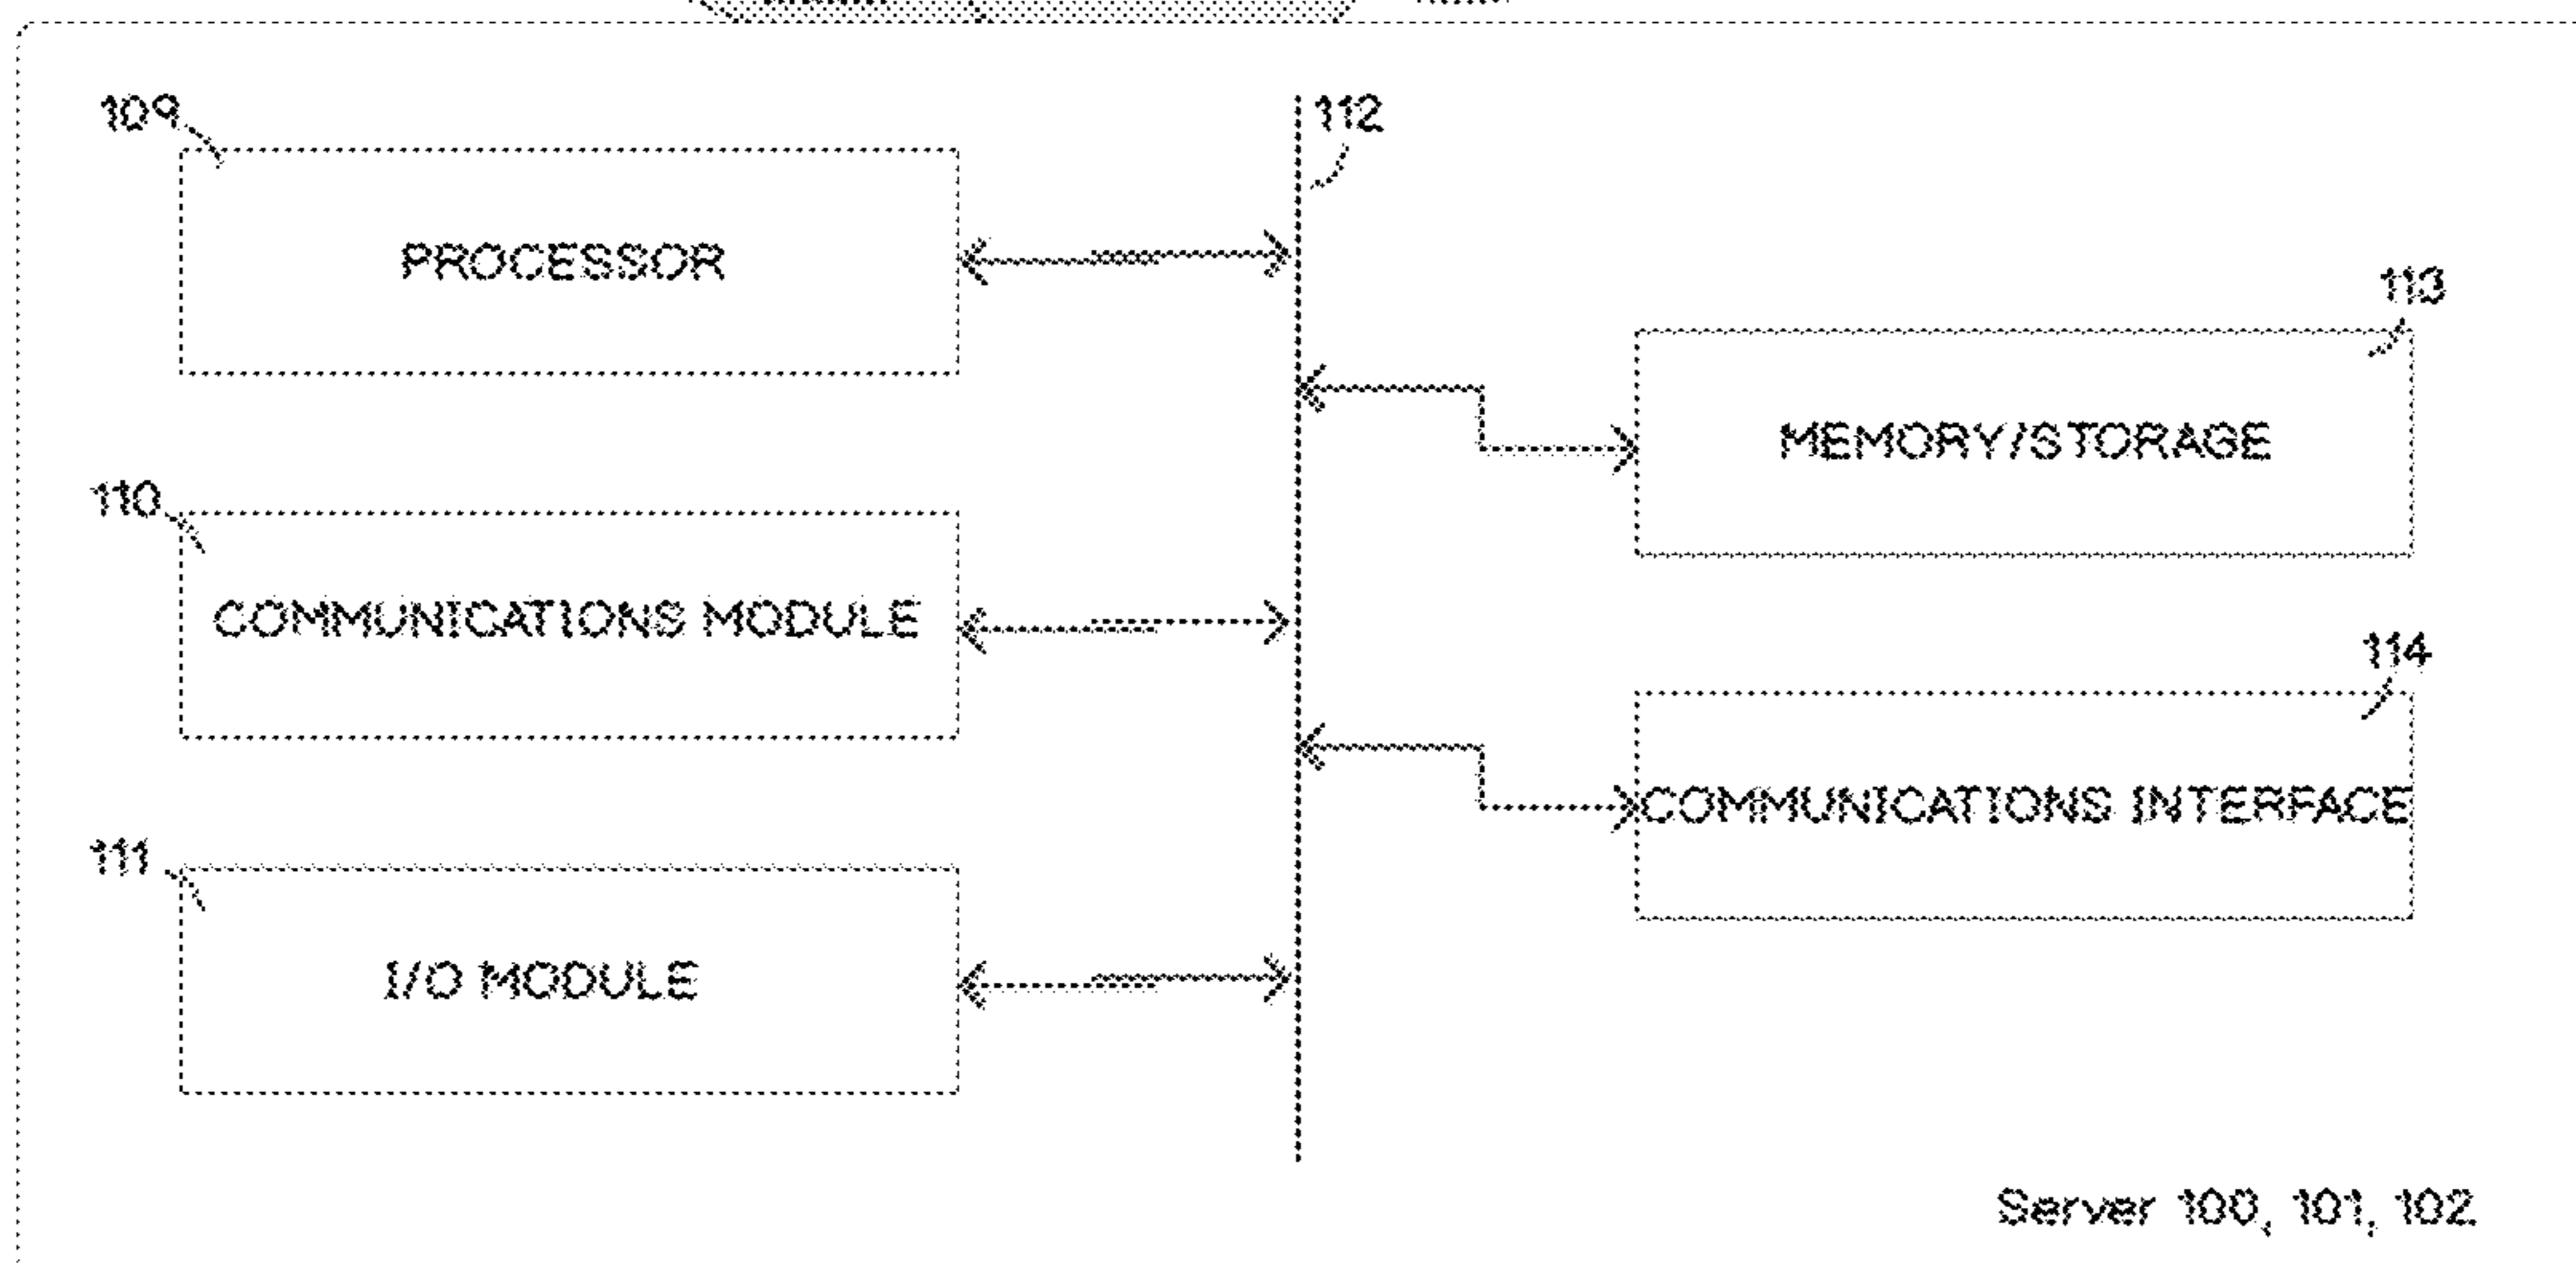 109
112
PROCESSOR
113
MEMORY/STORAGE
110
COMMUNICATIONS MODULE
114
COMMUNICATIONS INTERFACE
111
I/O MODULE
Server 100, 101, 102